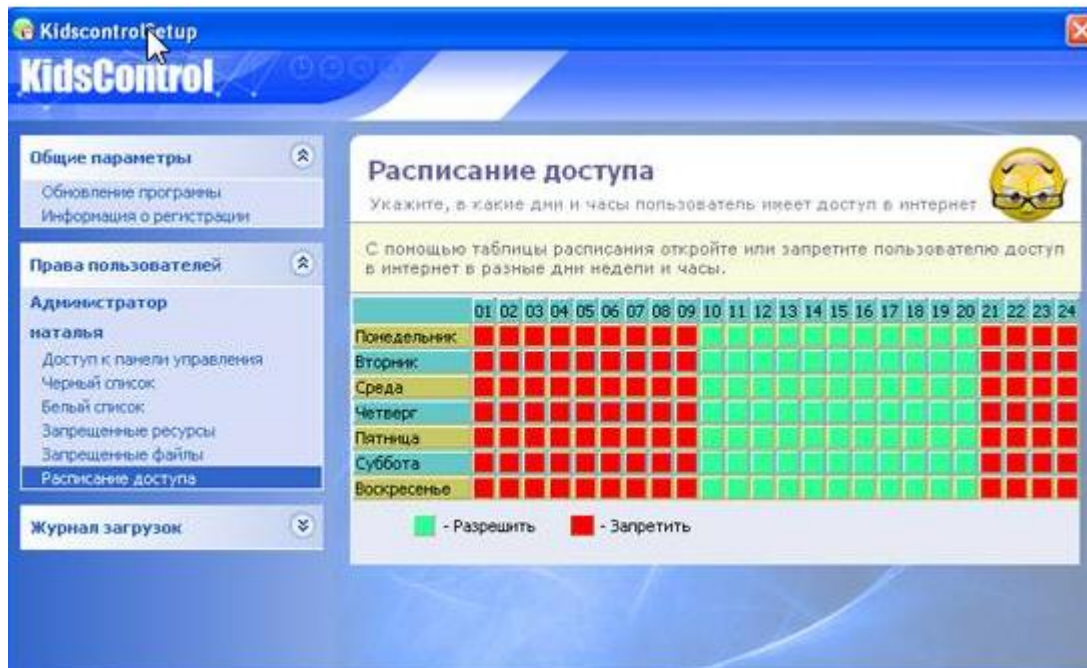 KidscontrolSetup
KidsControl
Общие параметры
Обновление программы
Информация о регистрации
Права пользователей
Администратор
наталья
Доступ к панели управления
Черный список
Белый список
Запрещенные ресурсы
Запрещенные файлы
Расписание доступа
Журнал загрузок
Расписание доступа
Укажите, в какие дни и часы пользователь имеет доступ в интернет
С помощью таблицы расписания откройте или запретите пользователю доступ
в интернет в разные дни недели и часы.
01 02 03 04 05 06 07 08 09 10 11 12 13 14 15 16 17 18 19 20 21 22 23 24
Понедельник
Вторник
Среда
Четверг
Пятница
Суббота
Воскресенье
- Разрешить - Запретить